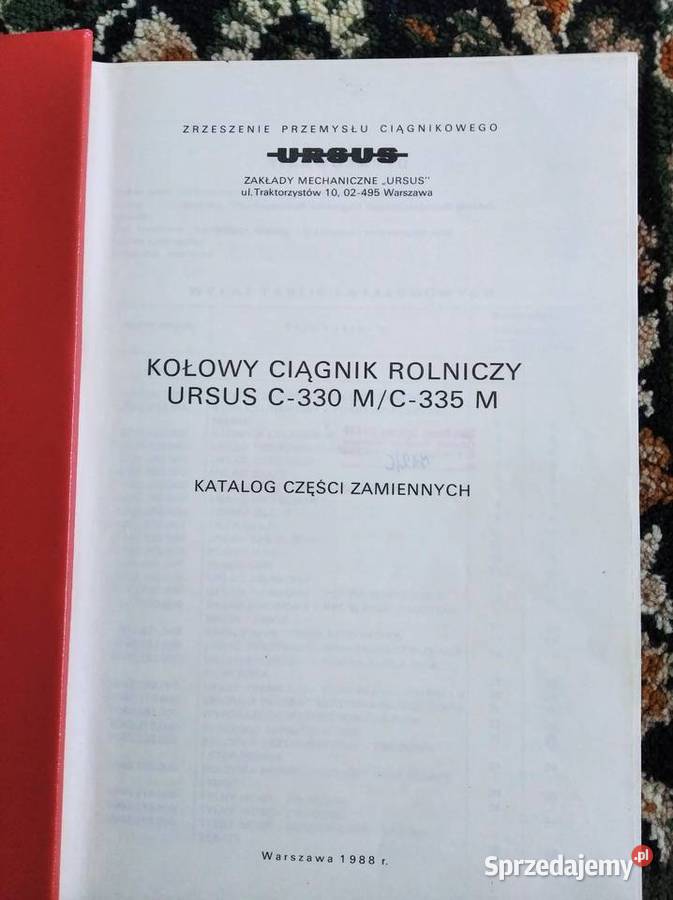 ZRZESZENIE PRZEMYSŁU CIĄGNIKOWEGO
URSUS
ZAKŁADY MECHANICZNE „URSUS"
ul. Traktorzystów 10, 02-495 Warszawa
KOŁOWY CIĄGNIK ROLNICZY
URSUS C-330 M/C-335 M
KATALOG CZĘŚCI ZAMIENNYCH
Warszawa 1988 r.
Sprzedajemy.pl